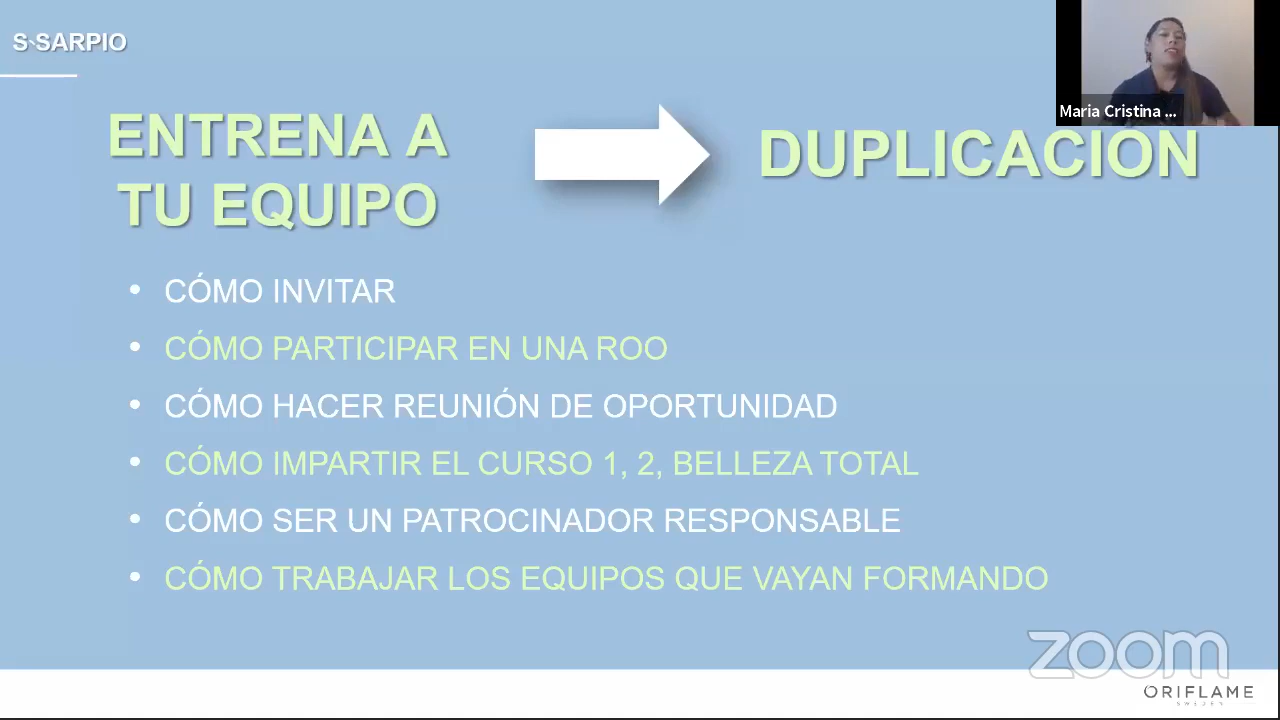 S SARPIO
Maria Cristina ...
ENTRENA A
TU EQUIPO
DUPLICACIÓN
• CÓMO INVITAR
• CÓMO PARTICIPAR EN UNA ROO
• CÓMO HACER REUNIÓN DE OPORTUNIDAD
• CÓMO IMPARTIR EL CURSO 1, 2, BELLEZA TOTAL
• CÓMO SER UN PATROCINADOR RESPONSABLE
• CÓMO TRABAJAR LOS EQUIPOS QUE VAYAN FORMANDO
zoom
ORIFLAME
SWEDEN